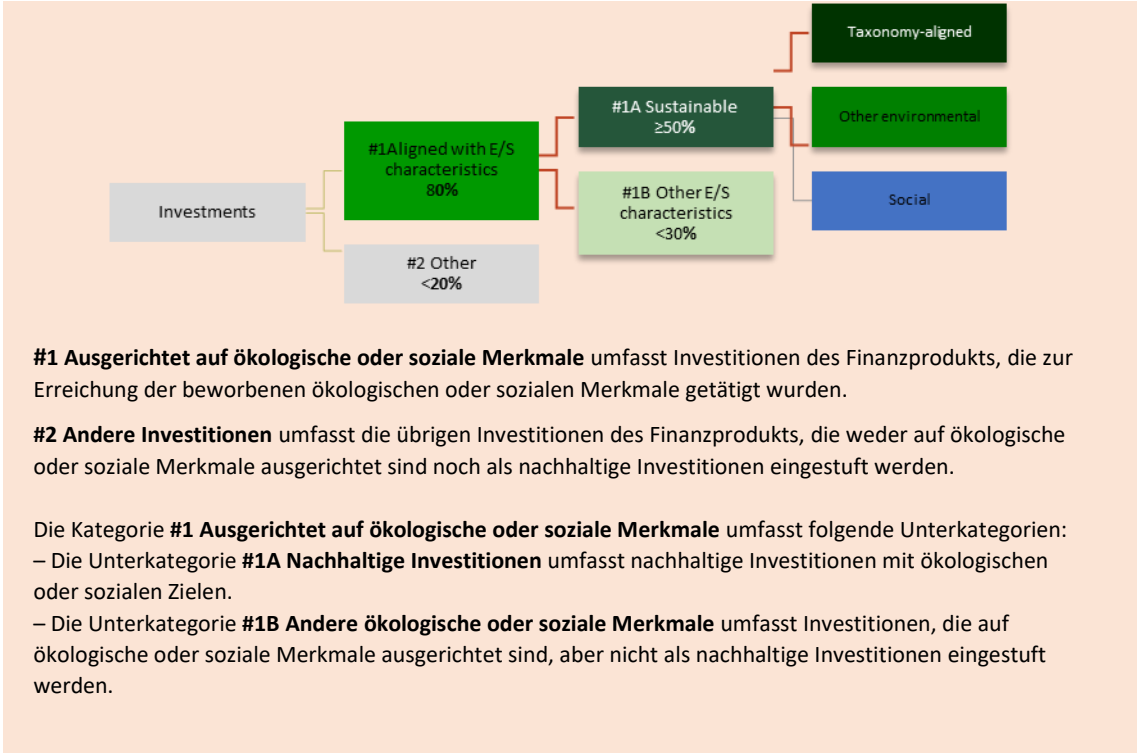 Taxonomy-aligned
#1A Sustainable
≥50%
Other environmental
#1Aligned with E/S
characteristics
80%
#1B Other E/S
characteristics
<30%
Social
Investments
#2 Other
<20%
#1 Ausgerichtet auf ökologische oder soziale Merkmale umfasst Investitionen des Finanzprodukts, die zur
Erreichung der beworbenen ökologischen oder sozialen Merkmale getätigt wurden.
#2 Andere Investitionen umfasst die übrigen Investitionen des Finanzprodukts, die weder auf ökologische
oder soziale Merkmale ausgerichtet sind noch als nachhaltige Investitionen eingestuft werden.
Die Kategorie #1 Ausgerichtet auf ökologische oder soziale Merkmale umfasst folgende Unterkategorien:
– Die Unterkategorie #1A Nachhaltige Investitionen umfasst nachhaltige Investitionen mit ökologischen
oder sozialen Zielen.
– Die Unterkategorie #1B Andere ökologische oder soziale Merkmale umfasst Investitionen, die auf
ökologische oder soziale Merkmale ausgerichtet sind, aber nicht als nachhaltige Investitionen eingestuft
werden.